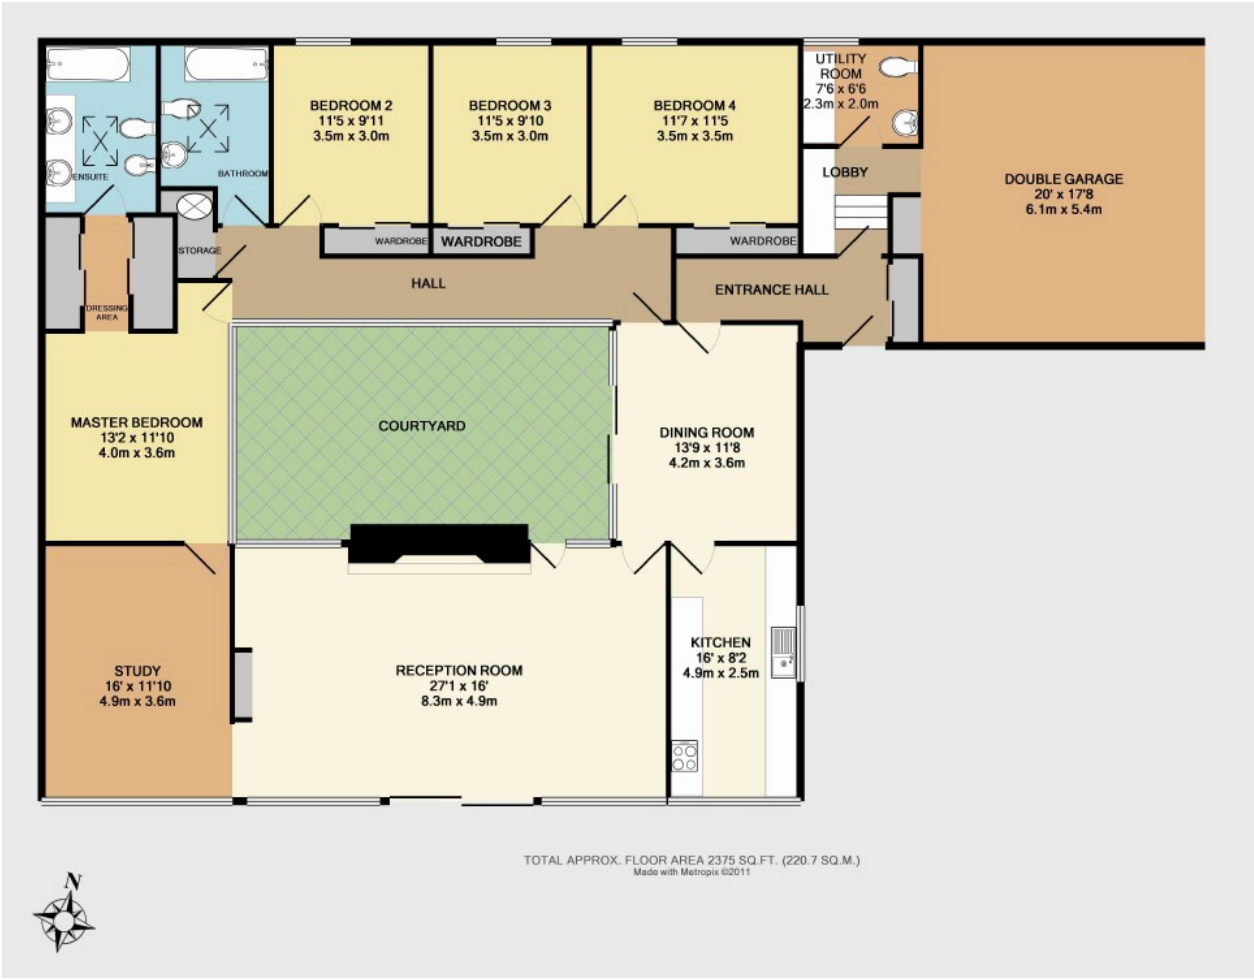 ENSUITE
BATHROOM
BEDROOM 2
11'5 x 9'11
3.5m x 3.0m
BEDROOM 3
11'5 x 9'10
3.5m x 3.0m
BEDROOM 4
11'7 x 11'5
3.5m x 3.5m
UTILITY
ROOM
7'6 x 6'6
2.3m x 2.0m
LOBBY
DOUBLE GARAGE
20' x 17'8
6.1m x 5.4m
STORAGE
WARDROBE
WARDROBE
WARDROBE
DRESSING
AREA
HALL
ENTRANCE HALL
MASTER BEDROOM
13'2 x 11'10
4.0m x 3.6m
COURTYARD
DINING ROOM
13'9 x 11'8
4.2m x 3.6m
STUDY
16' x 11'10
4.9m x 3.6m
RECEPTION ROOM
27'1 x 16'
8.3m x 4.9m
KITCHEN
16' x 8'2
4.9m x 2.5m
TOTAL APPROX. FLOOR AREA 2375 SQ.FT. (220.7 SQ.M.)
Made with Metropix ©2011
N